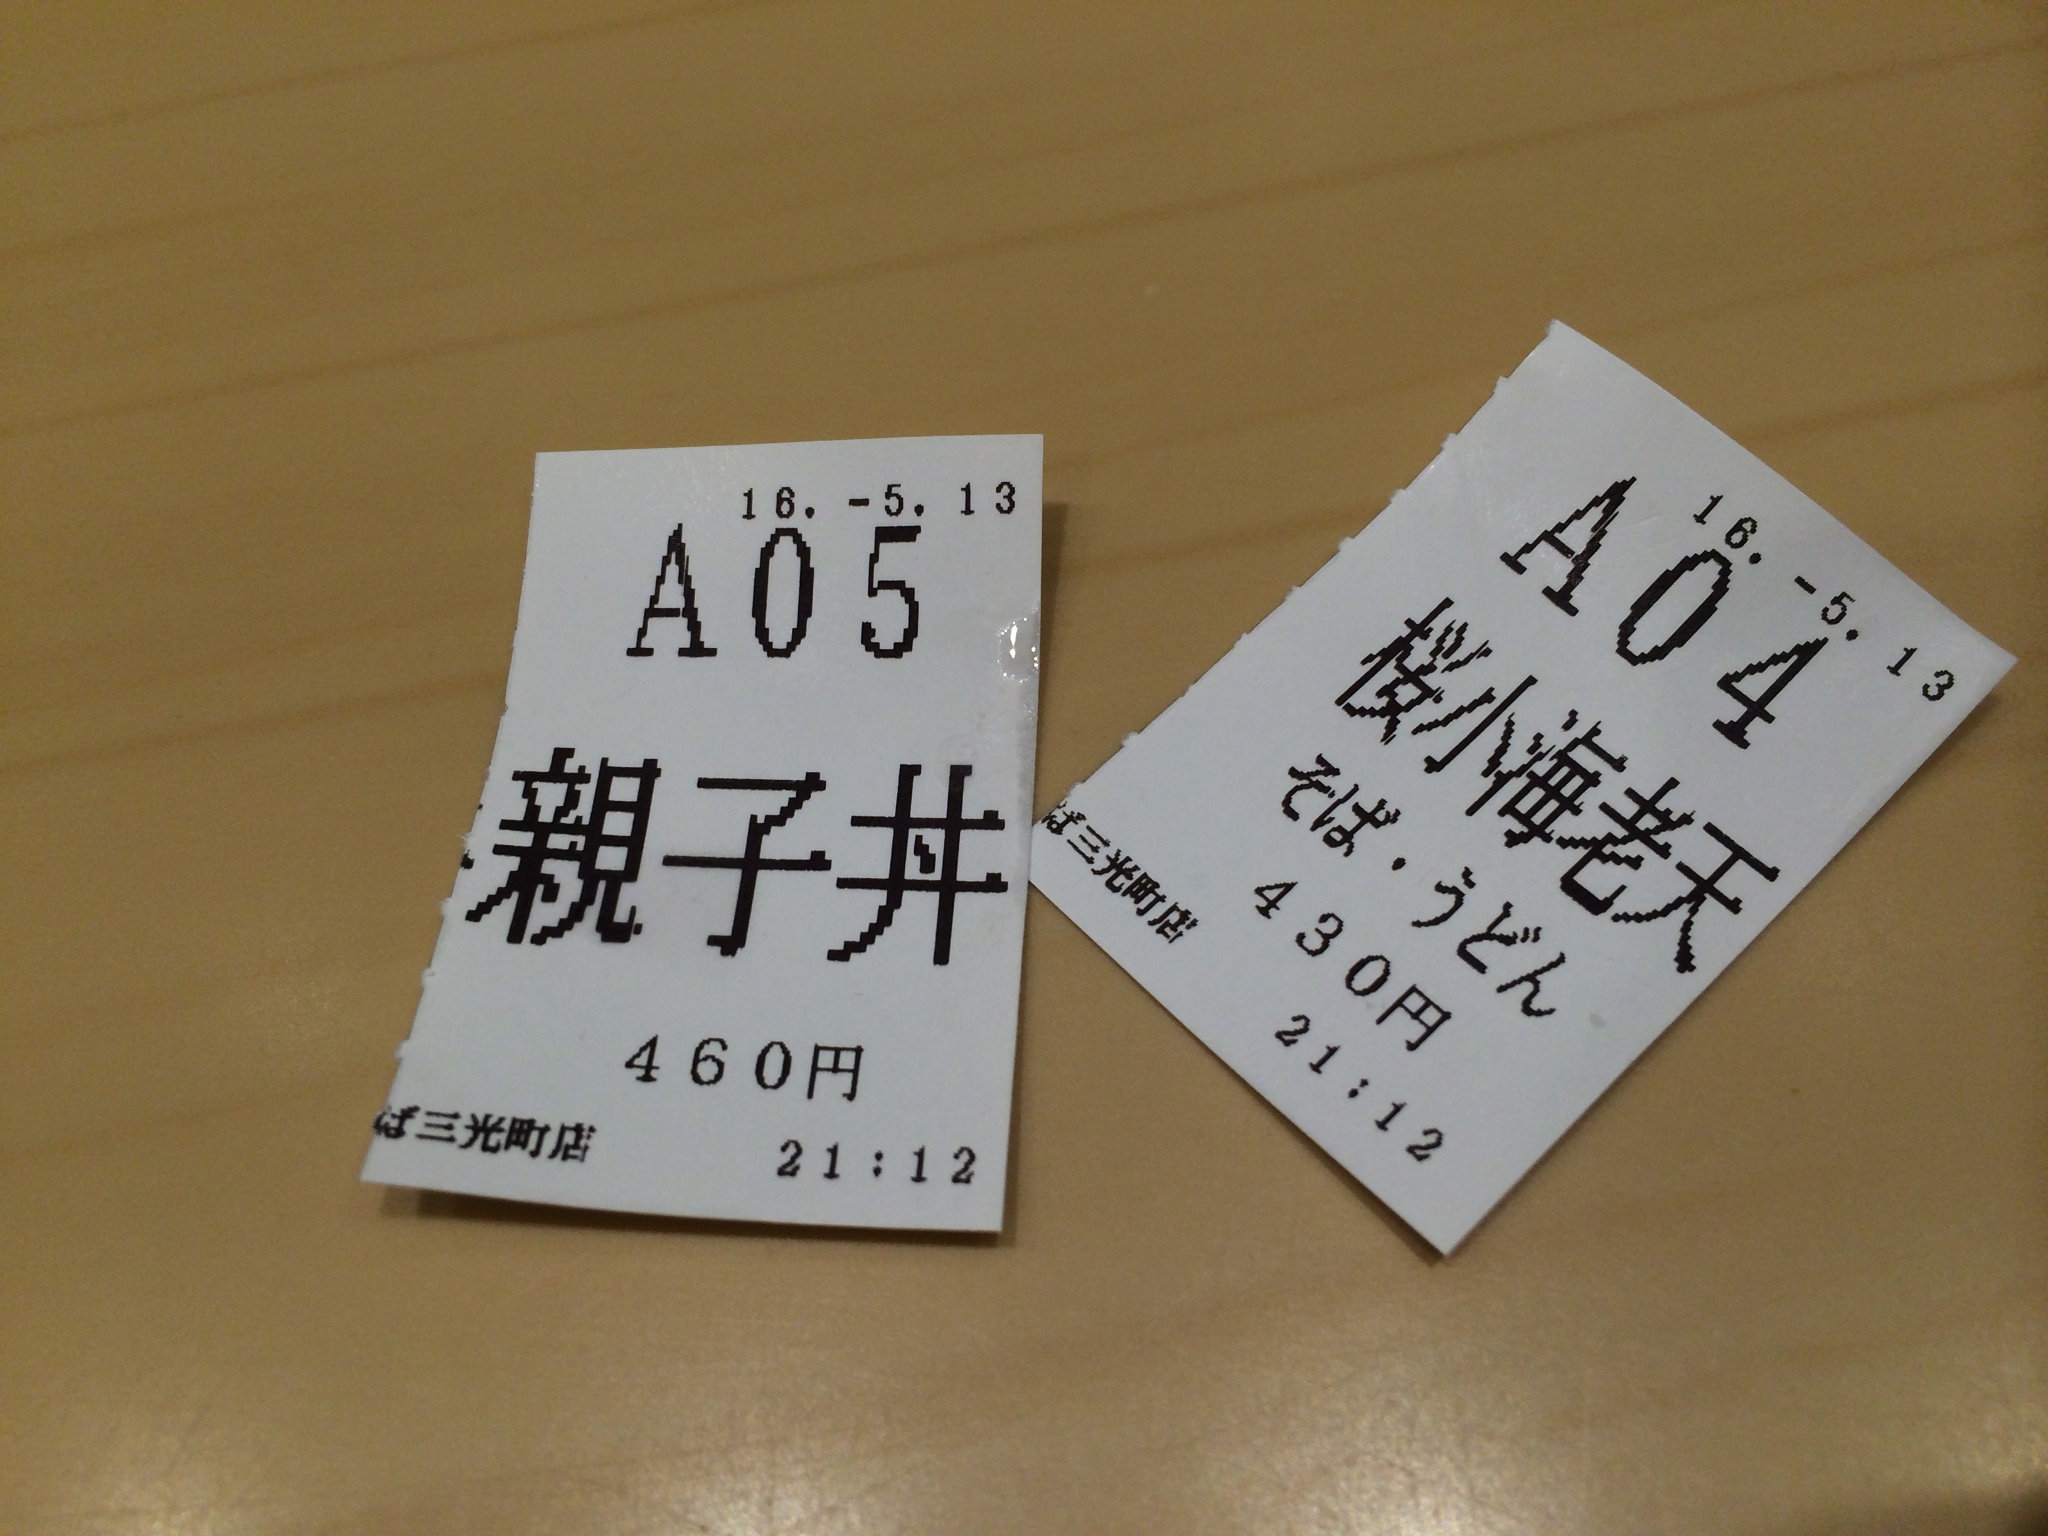 16.-5.13
A05
親子丼
460円
ば三光町店
21:12
16.-5.13
A04
桜小海老天
そば・うどん
430円
ば三光町店
21:12